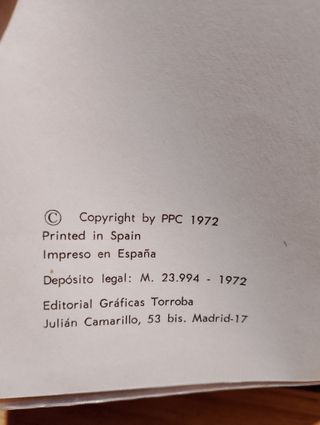 © Copyright by PPC 1972
Printed in Spain
Impreso en España
Depósito legal: M. 23.994 - 1972
Editorial Gráficas Torroba
Julián Camarillo, 53 bis. Madrid-17